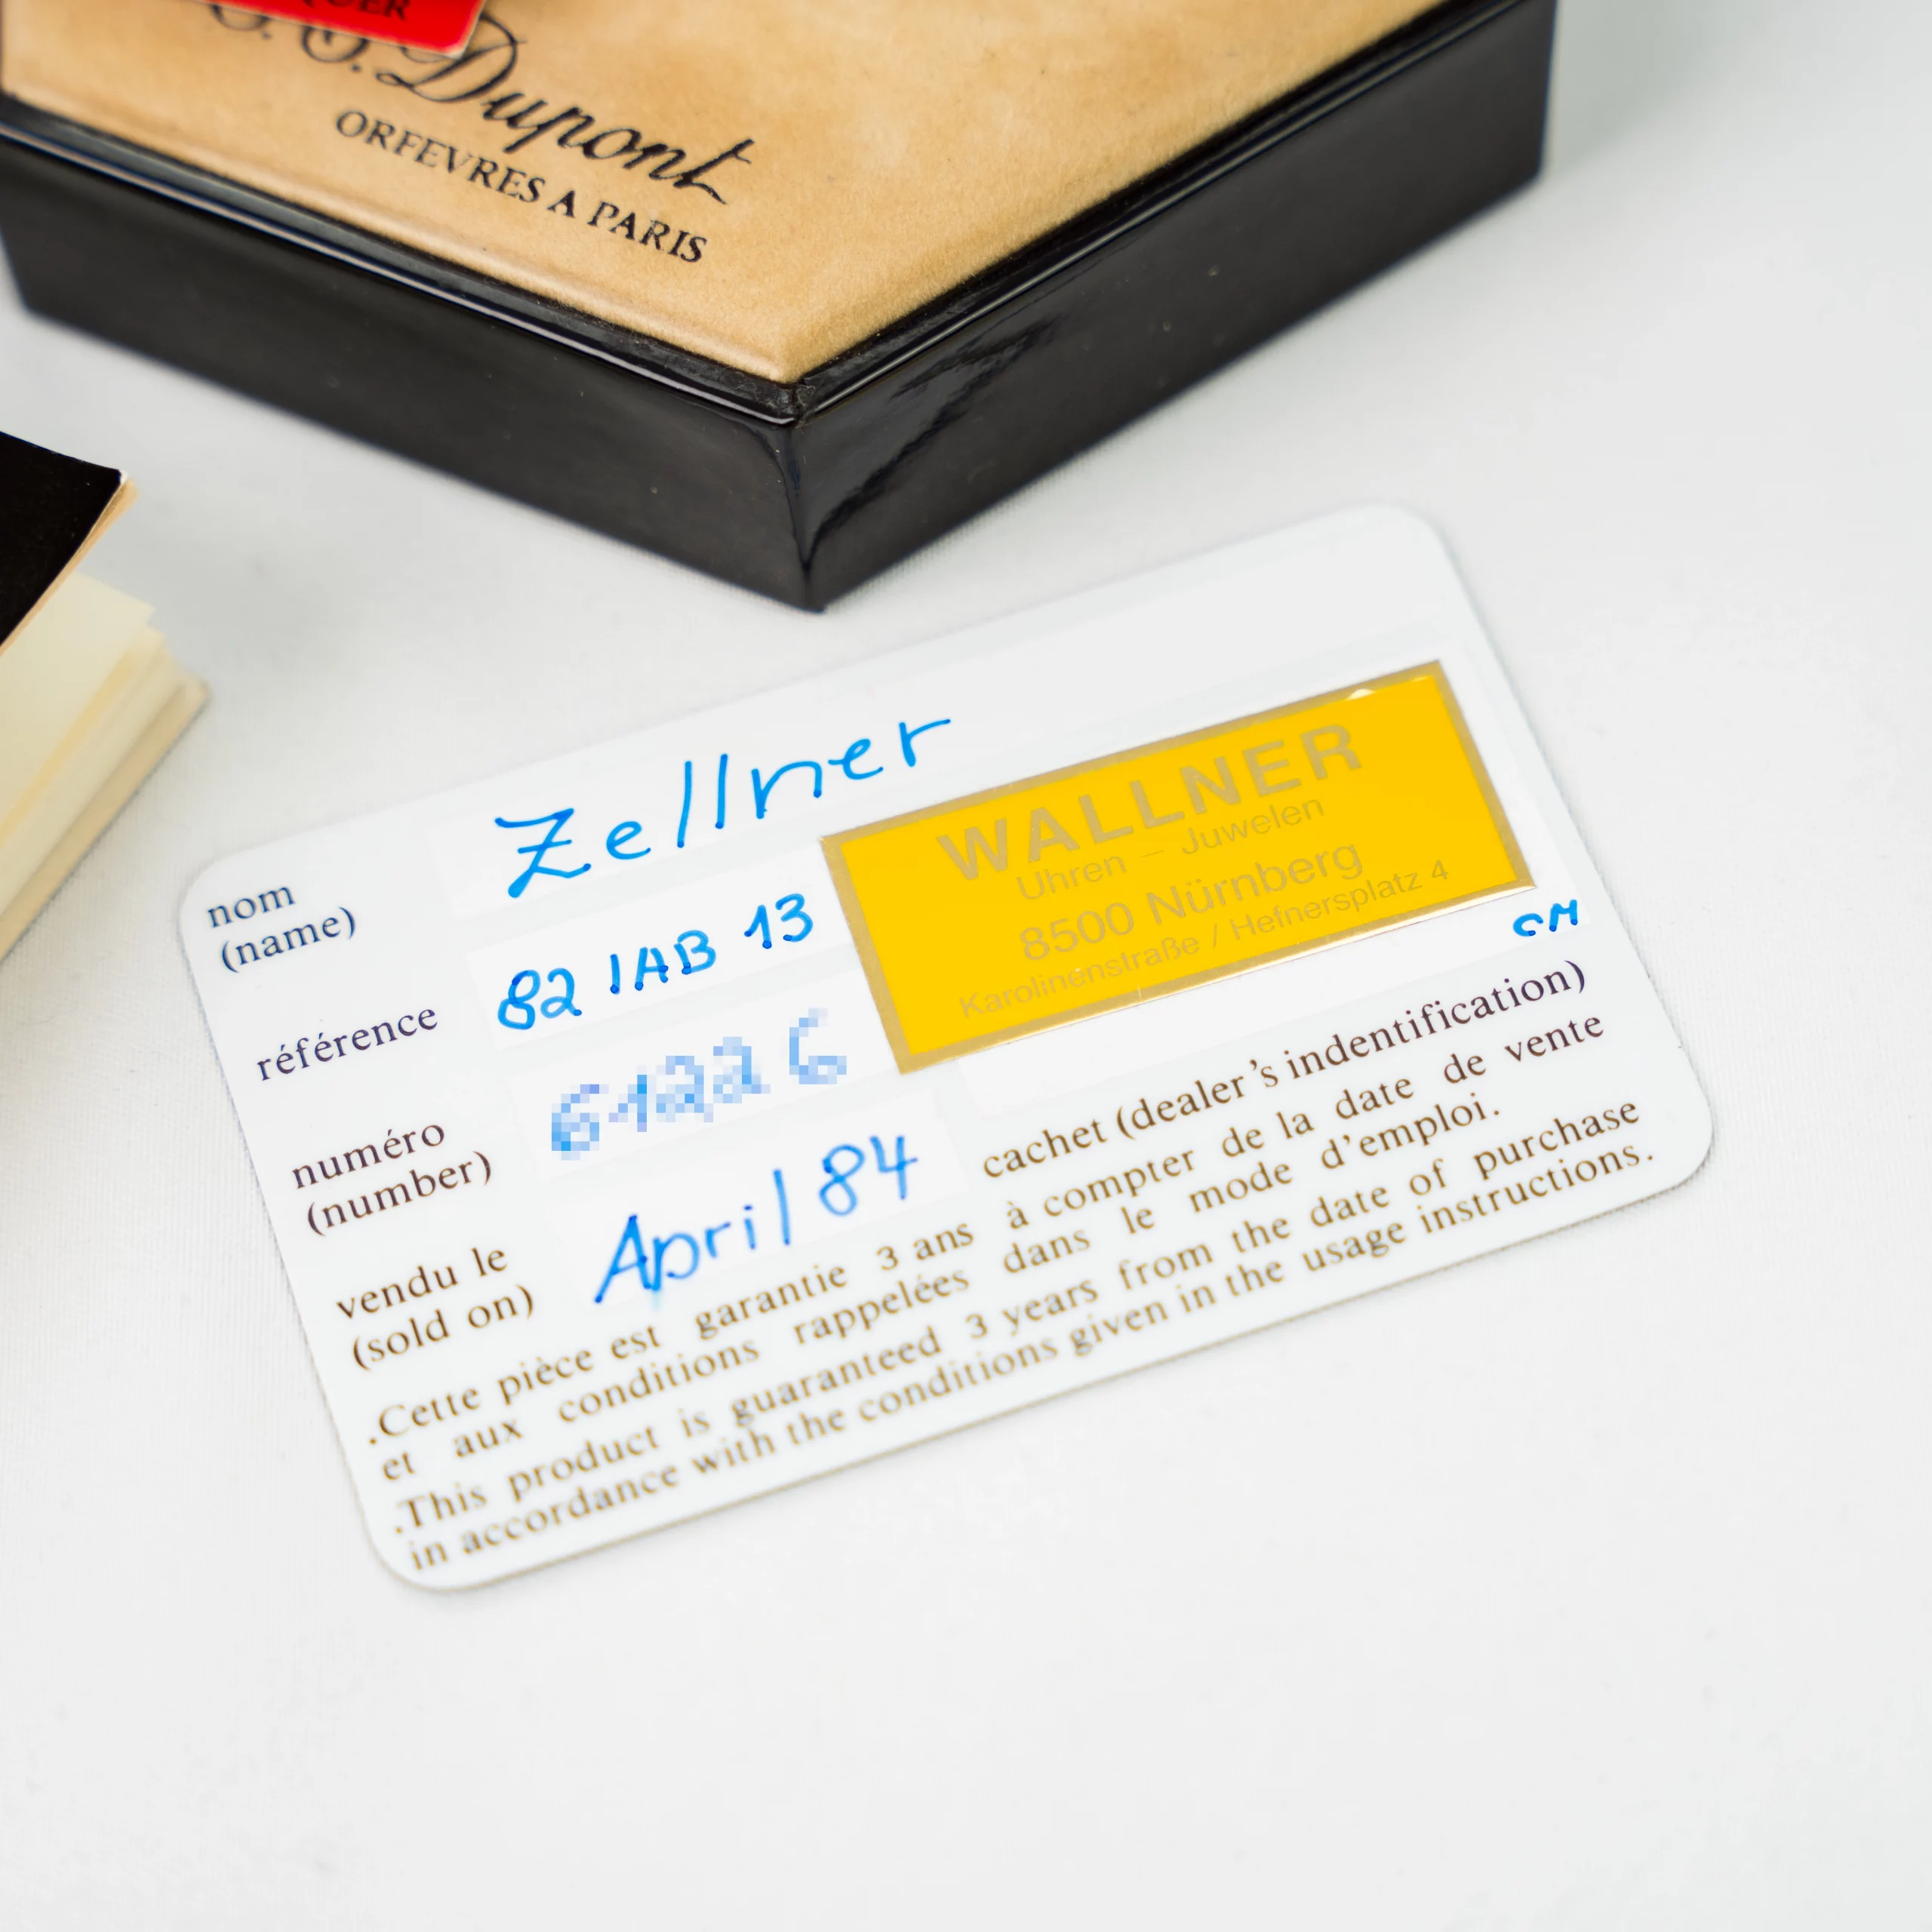 Dupont
ORFEVRES A PARIS
nom
(name)
Zellner
référence
82 IAB 13
numéro
(number)
vendu le
(sold on)
April 84
WALLNER
Uhren – Juwelen
8500 Nürnberg
Karolinenstraße / Hefnersplatz 4
CM
cachet (dealer's indentification)
.Cette pièce est garantie 3 ans à compter de la date de vente
et aux conditions rappelées dans le mode d'emploi.
.This product is guaranteed 3 years from the date of purchase
in accordance with the conditions given in the usage instructions.